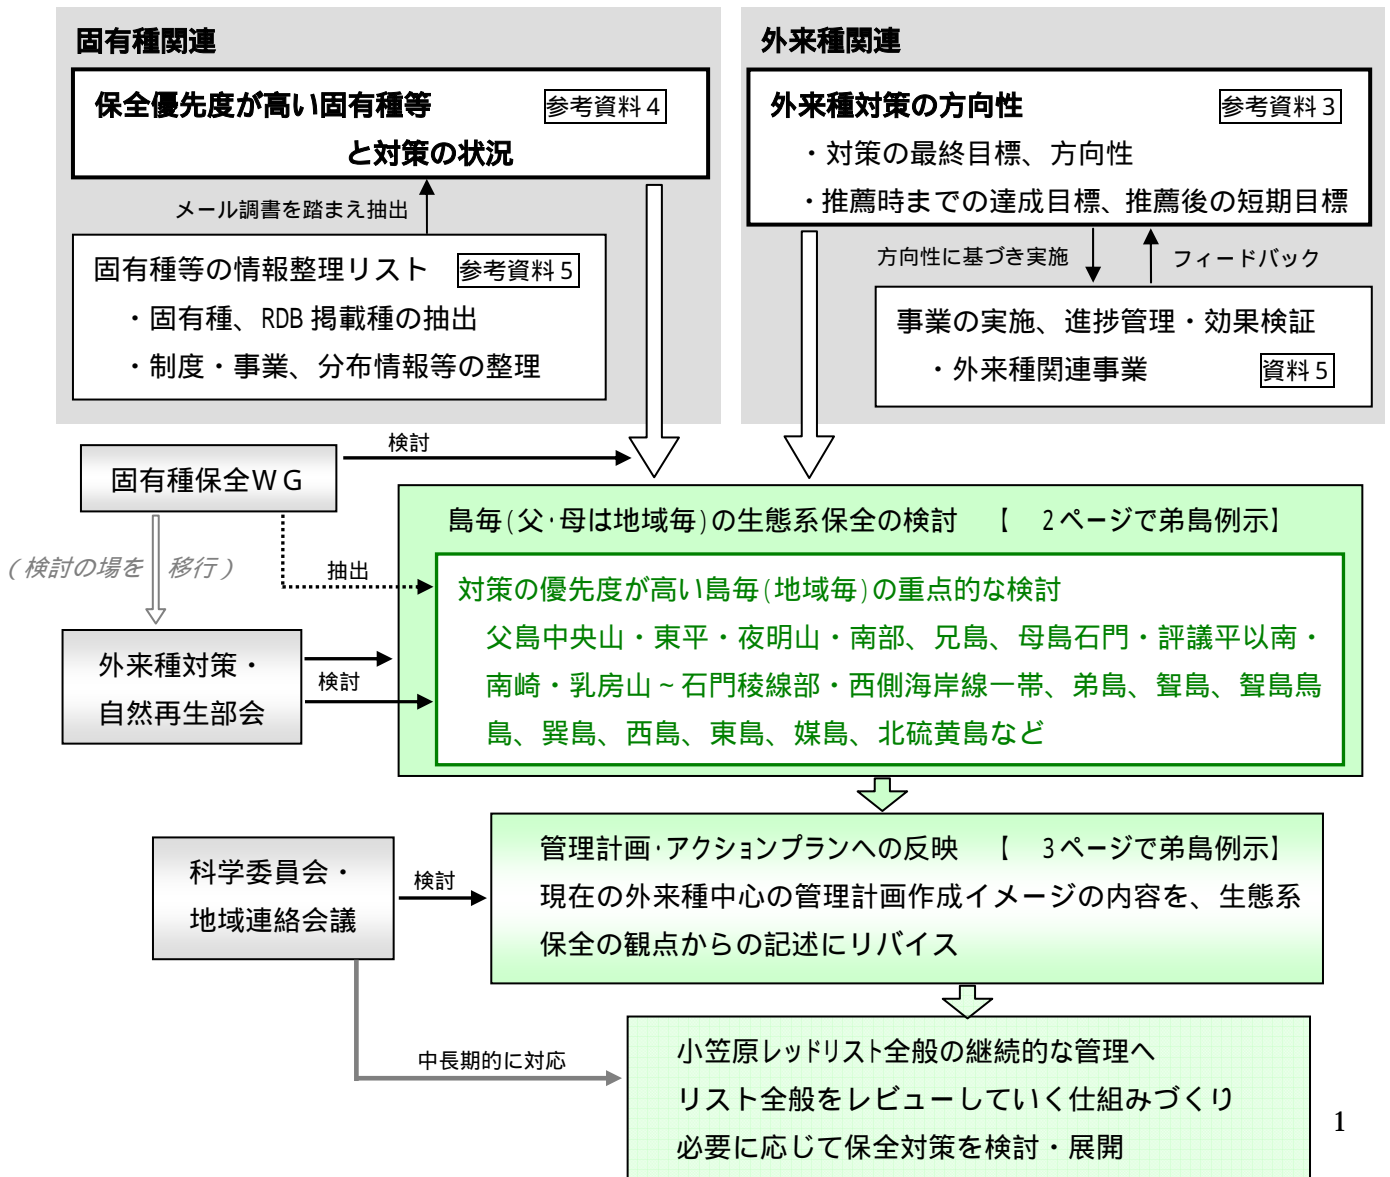 固有種関連
保全優先度が高い固有種等 参考資料4
と対策の状況
メール調書を踏まえ抽出
固有種等の情報整理リスト 参考資料5
・固有種、RDB 掲載種の抽出
・制度・事業、分布情報等の整理
外来種関連
外来種対策の方向性 参考資料3
・対策の最終目標、方向性
・推薦時までの達成目標、推薦後の短期目標
方向性に基づき実施 フィードバック
事業の実施、進捗管理・効果検証
・外来種関連事業 資料5
固有種保全WG
検討
(検討の場を 移行)
抽出
外来種対策・
自然再生部会
検討
島毎(父・母は地域毎)の生態系保全の検討 【 2ページで弟島例示】
対策の優先度が高い島毎(地域毎)の重点的な検討
父島中央山・東平・夜明山・南部、兄島、母島石門・評議平以南・
南崎・乳房山~石門稜線部・西側海岸線一帯、弟島、聟島、聟島鳥
島、巽島、西島、東島、媒島、北硫黄島など
科学委員会・
地域連絡会議
検討
管理計画・アクションプランへの反映 【 3ページで弟島例示】
現在の外来種中心の管理計画作成イメージの内容を、生態系
保全の観点からの記述にリバイス
中長期的に対応
小笠原レッドリスト全般の継続的な管理へ
リスト全般をレビューしていく仕組みづくり
必要に応じて保全対策を検討・展開
1